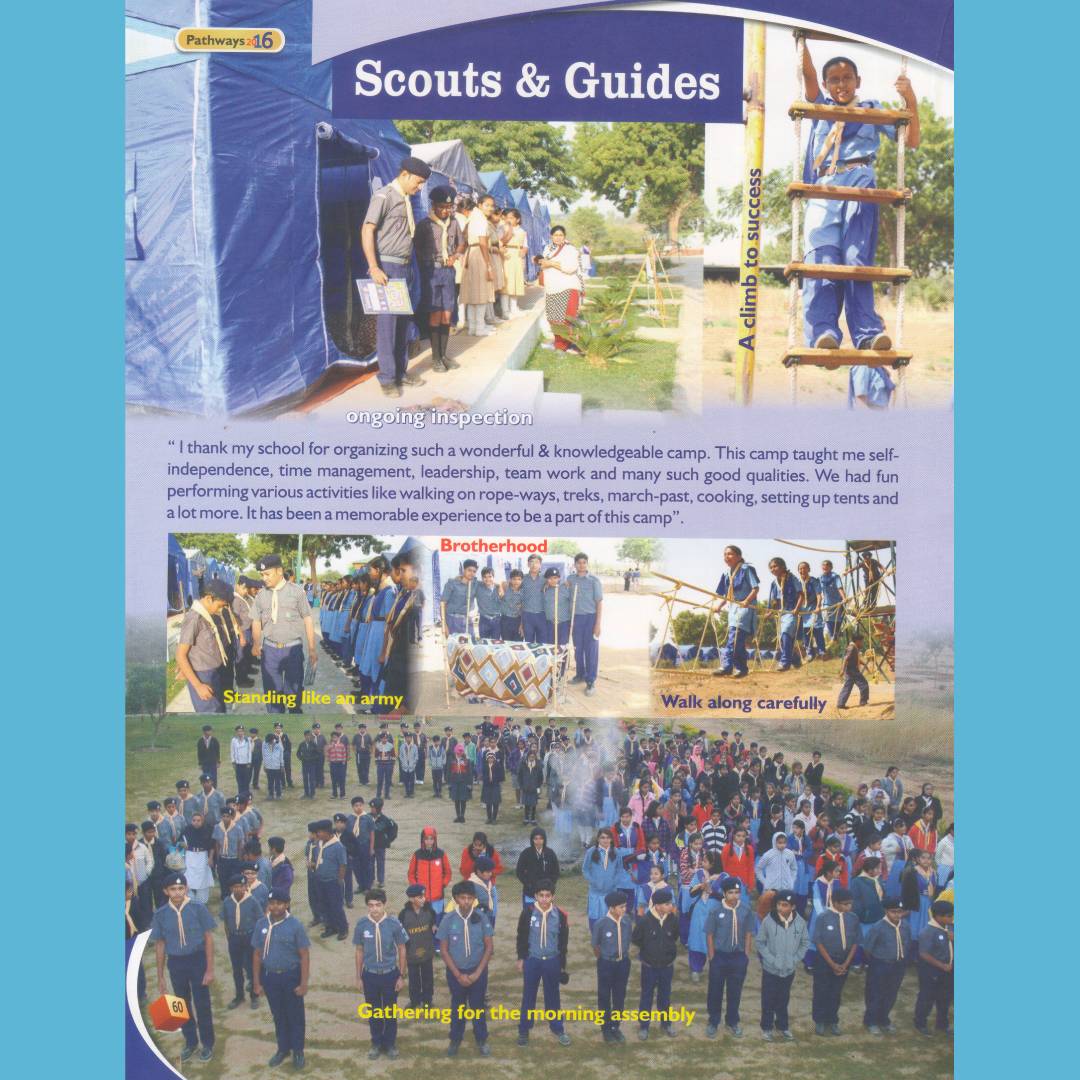 Pathways 2016
Scouts & Guides
A climb to success
ongoing inspection
“ I thank my school for organizing such a wonderful & knowledgeable camp. This camp taught me self-
independence, time management, leadership, team work and many such good qualities. We had fun
performing various activities like walking on rope-ways, treks, march-past, cooking, setting up tents and
a lot more. It has been a memorable experience to be a part of this camp”.
Brotherhood
Standing like an army
Walk along carefully
Gathering for the morning assembly
60